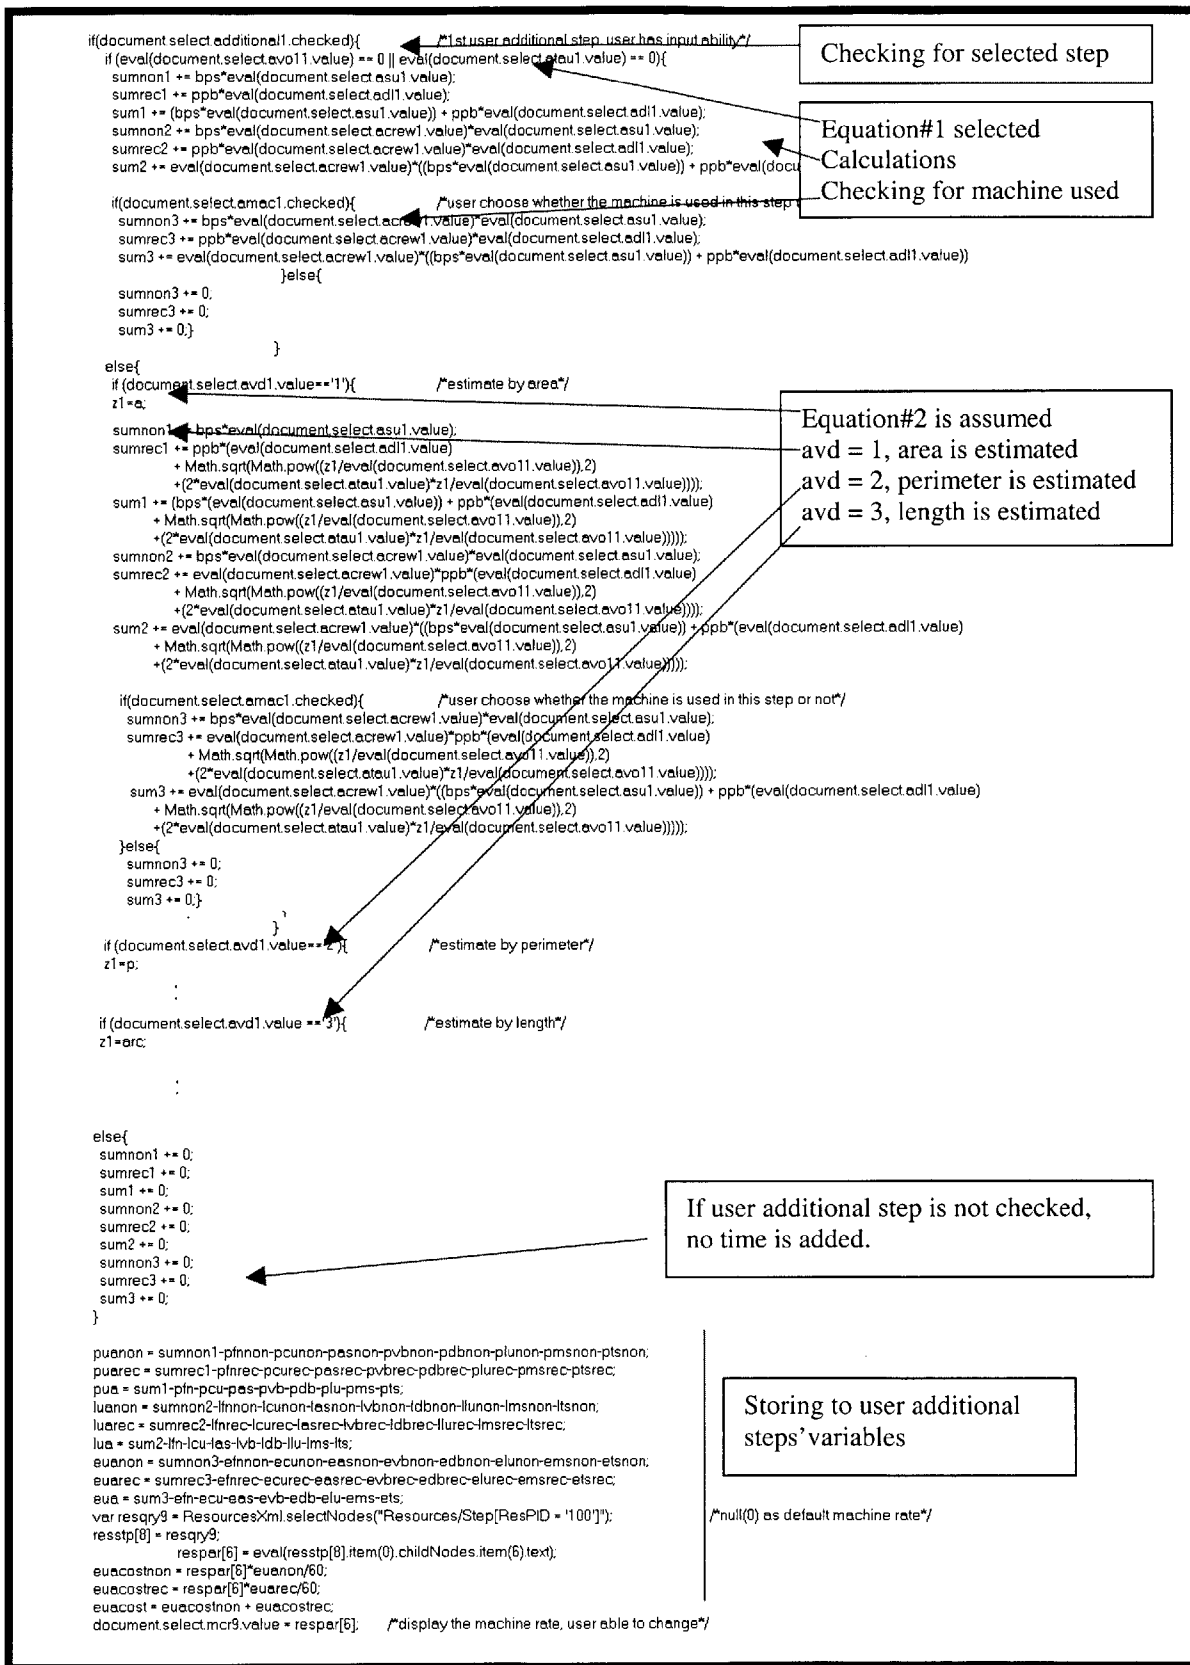 if(document.select.additional1.checked){ /*1st user additional step, user has input ability*/
if (eval(document.select.avo11.value) == 0 || eval(document.select.atau1.value) == 0){
sumnon1 += bps*eval(document.select.asu1.value);
sumrec1 += ppb*eval(document.select.adl1.value);
sum1 += (bps*eval(document.select.asu1.value)) + ppb*eval(document.select.adl1.value);
sumnon2 += bps*eval(document.select.acrew1.value)*eval(document.select.asu1.value);
sumrec2 += ppb*eval(document.select.acrew1.value)*eval(document.select.adl1.value);
sum2 += eval(document.select.acrew1.value)*((bps*eval(document.select.asu1.value)) + ppb*eval(docu
Checking for selected step
Equation#1 selected
Calculations
Checking for machine used
if(document.select.amac1.checked){ /*user choose whether the machine is used in this step
sumnon3 += bps*eval(document.select.acrew1.value)*eval(document.select.asu1.value);
sumrec3 += ppb*eval(document.select.acrew1.value)*eval(document.select.adl1.value);
sum3 += eval(document.select.acrew1.value)*((bps*eval(document.select.asu1.value)) + ppb*eval(document.select.adl1.value))
}else{
sumnon3 += 0;
sumrec3 += 0;
sum3 += 0;}
}
else{
if (document.select.avd1.value=='1'){ /*estimate by area*/
z1=a;
sumnon1 += bps*eval(document.select.asu1.value);
sumrec1 += ppb*(eval(document.select.adl1.value)
+ Math.sqrt(Math.pow((z1/eval(document.select.avo11.value)),2)
+(2*eval(document.select.atau1.value)*z1/eval(document.select.avo11.value))));
sum1 += (bps*(eval(document.select.asu1.value)) + ppb*(eval(document.select.adl1.value)
+ Math.sqrt(Math.pow((z1/eval(document.select.avo11.value)),2)
+(2*eval(document.select.atau1.value)*z1/eval(document.select.avo11.value)))));
sumnon2 += bps*eval(document.select.acrew1.value)*eval(document.select.asu1.value);
sumrec2 += eval(document.select.acrew1.value)*ppb*(eval(document.select.adl1.value)
+ Math.sqrt(Math.pow((z1/eval(document.select.avo11.value)),2)
+(2*eval(document.select.atau1.value)*z1/eval(document.select.avo11.value))));
sum2 += eval(document.select.acrew1.value)*((bps*eval(document.select.asu1.value)) + ppb*(eval(document.select.adl1.value)
+ Math.sqrt(Math.pow((z1/eval(document.select.avo11.value)),2)
+(2*eval(document.select.atau1.value)*z1/eval(document.select.avo11.value)))));
Equation#2 is assumed
avd = 1, area is estimated
avd = 2, perimeter is estimated
avd = 3, length is estimated
if(document.select.amac1.checked){ /*user choose whether the machine is used in this step or not*/
sumnon3 += bps*eval(document.select.acrew1.value)*eval(document.select.asu1.value);
sumrec3 += eval(document.select.acrew1.value)*ppb*(eval(document.select.adl1.value)
+ Math.sqrt(Math.pow((z1/eval(document.select.avo11.value)),2)
+(2*eval(document.select.atau1.value)*z1/eval(document.select.avo11.value))));
sum3 += eval(document.select.acrew1.value)*((bps*eval(document.select.asu1.value)) + ppb*(eval(document.select.adl1.value)
+ Math.sqrt(Math.pow((z1/eval(document.select.avo11.value)),2)
+(2*eval(document.select.atau1.value)*z1/eval(document.select.avo11.value)))));
}else{
sumnon3 += 0;
sumrec3 += 0;
sum3 += 0;}
}
if (document.select.avd1.value=='2'){ /*estimate by perimeter*/
z1=p;
:
if (document.select.avd1.value =='3'){ /*estimate by length*/
z1=arc;
:
else{
sumnon1 += 0;
sumrec1 += 0;
sum1 += 0;
sumnon2 += 0;
sumrec2 += 0;
sum2 += 0;
sumnon3 += 0;
sumrec3 += 0;
sum3 += 0;
}
If user additional step is not checked,
no time is added.
puanon = sumnon1-pfnnon-pcunon-pasnon-pvbnon-pdbnon-plunon-pmsnon-ptsnon;
puarec = sumrec1-pfnrec-pcurec-pasrec-pvbrec-pdbrec-plurec-pmsrec-ptsrec;
pua = sum1-pfn-pcu-pas-pvb-pdb-plu-pms-pts;
luanon = sumnon2-lfnnon-lcunon-lasnon-lvbnon-ldbnon-llunon-lmsnon-ltsnon;
luarec = sumrec2-lfnrec-lcurec-lasrec-lvbrec-ldbrec-llurec-lmsrec-ltsrec;
lua = sum2-lfn-lcu-las-lvb-ldb-llu-lms-lts;
euanon = sumnon3-efnnon-ecunon-easnon-evbnon-edbnon-elunon-emsnon-etsnon;
euarec = sumrec3-efnrec-ecurec-easrec-evbrec-edbrec-elurec-emsrec-etsrec;
eua = sum3-efn-ecu-eas-evb-edb-elu-ems-ets;
Storing to user additional
steps'variables
var resqry9 = ResourcesXml.selectNodes("Resources/Step[ResPID = '100']"); /*null(0) as default machine rate*/
resstp[8] = resqry9;
respar[6] = eval(resstp[8].item(0).childNodes.item(6).text);
euacostnon = respar[6]*euanon/60;
euacostrec = respar[6]*euarec/60;
euacost = euacostnon + euacostrec;
document.select.mcr9.value = respar[6]; /*display the machine rate, user able to change*/